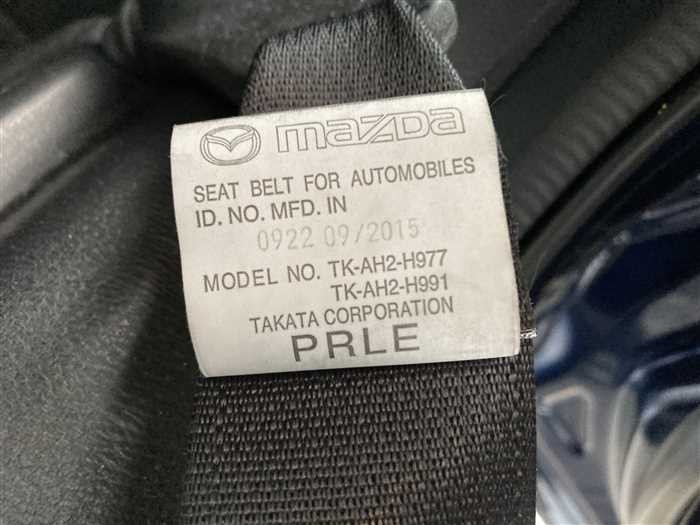 mazda
SEAT BELT FOR AUTOMOBILES
ID. NO. MFD. IN
0922 09/2015
MODEL NO. TK-AH2-H977
TK-AH2-H991
TAKATA CORPORATION
PRLE